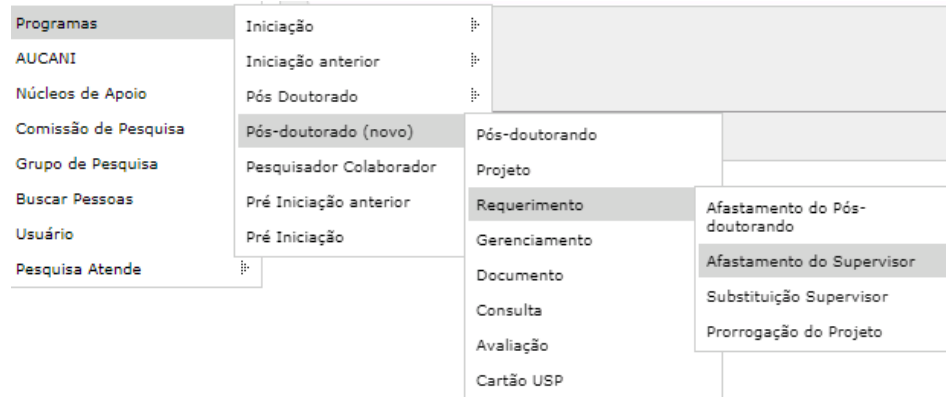 Programas
AUCANI
Núcleos de Apoio
Comissão de Pesquisa
Grupo de Pesquisa
Buscar Pessoas
Usuário
Pesquisa Atende
Iniciação
Iniciação anterior
Pós Doutorado
Pós-doutorado (novo)
Pesquisador Colaborador
Pré Iniciação anterior
Pré Iniciação
Pós-doutorando
Projeto
Requerimento
Gerenciamento
Documento
Consulta
Avaliação
Cartão USP
Afastamento do Pós-
doutorando
Afastamento do Supervisor
Substituição Supervisor
Prorrogação do Projeto